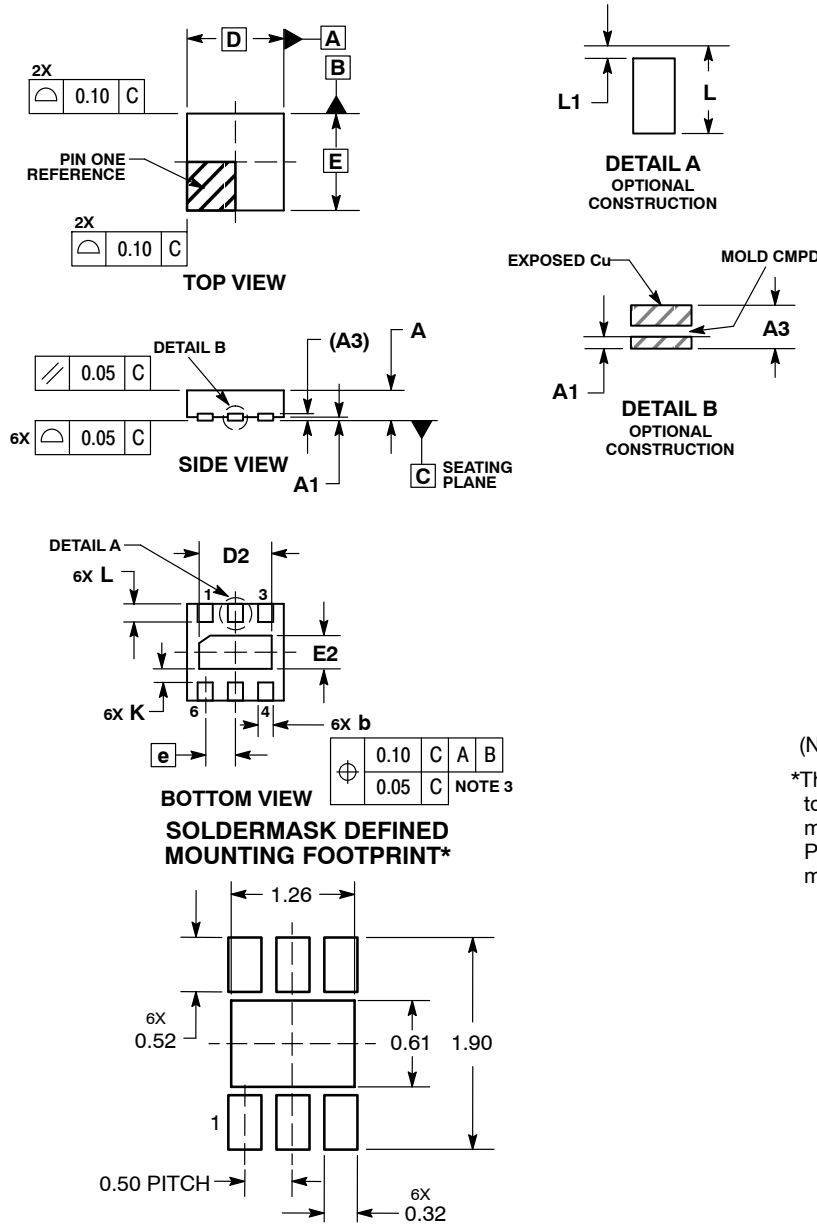 D
A
B
2X
0.10 C
PIN ONE
REFERENCE
E
2X
0.10 C
TOP VIEW
L1
L
DETAIL A
OPTIONAL
CONSTRUCTION
EXPOSED Cu
MOLD CMPD
A3
A1
DETAIL B
OPTIONAL
CONSTRUCTION
DETAIL B
(A3)
A
// 0.05 C
6X 0.05 C
SIDE VIEW
A1
C SEATING
PLANE
DETAIL A
D2
6X L
1 3
E2
6X K
6 4
6X b
e
⌖ 0.10 C A B
0.05 C NOTE 3
BOTTOM VIEW
SOLDERMASK DEFINED
MOUNTING FOOTPRINT*
1.26
6X
0.52
0.61 1.90
1
0.50 PITCH
6X
0.32
(N
*Th
to
m
P
m